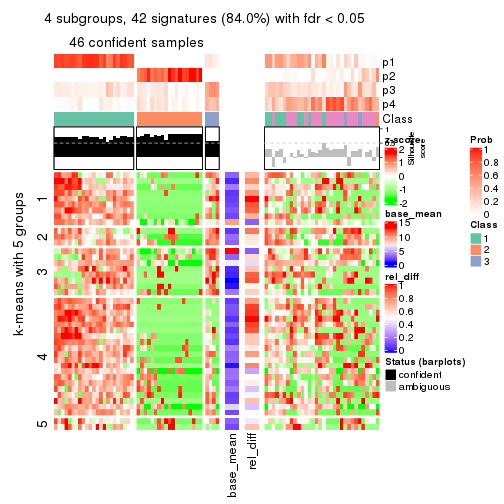 4 subgroups, 42 signatures (84.0%) with fdr < 0.05
46 confident samples
p1
p2
p3
p4
Class
1
0.5
0
Silhouette
score
k-means with 5 groups
1
2
3
4
5
base_mean
rel_diff
z-score
2
1
0
-1
-2
base_mean
15
10
5
0
rel_diff
1
0.8
0.6
0.4
0.2
0
Status (barplots)
confident
ambiguous
Prob
1
0.8
0.6
0.4
0.2
0
Class
1
2
3